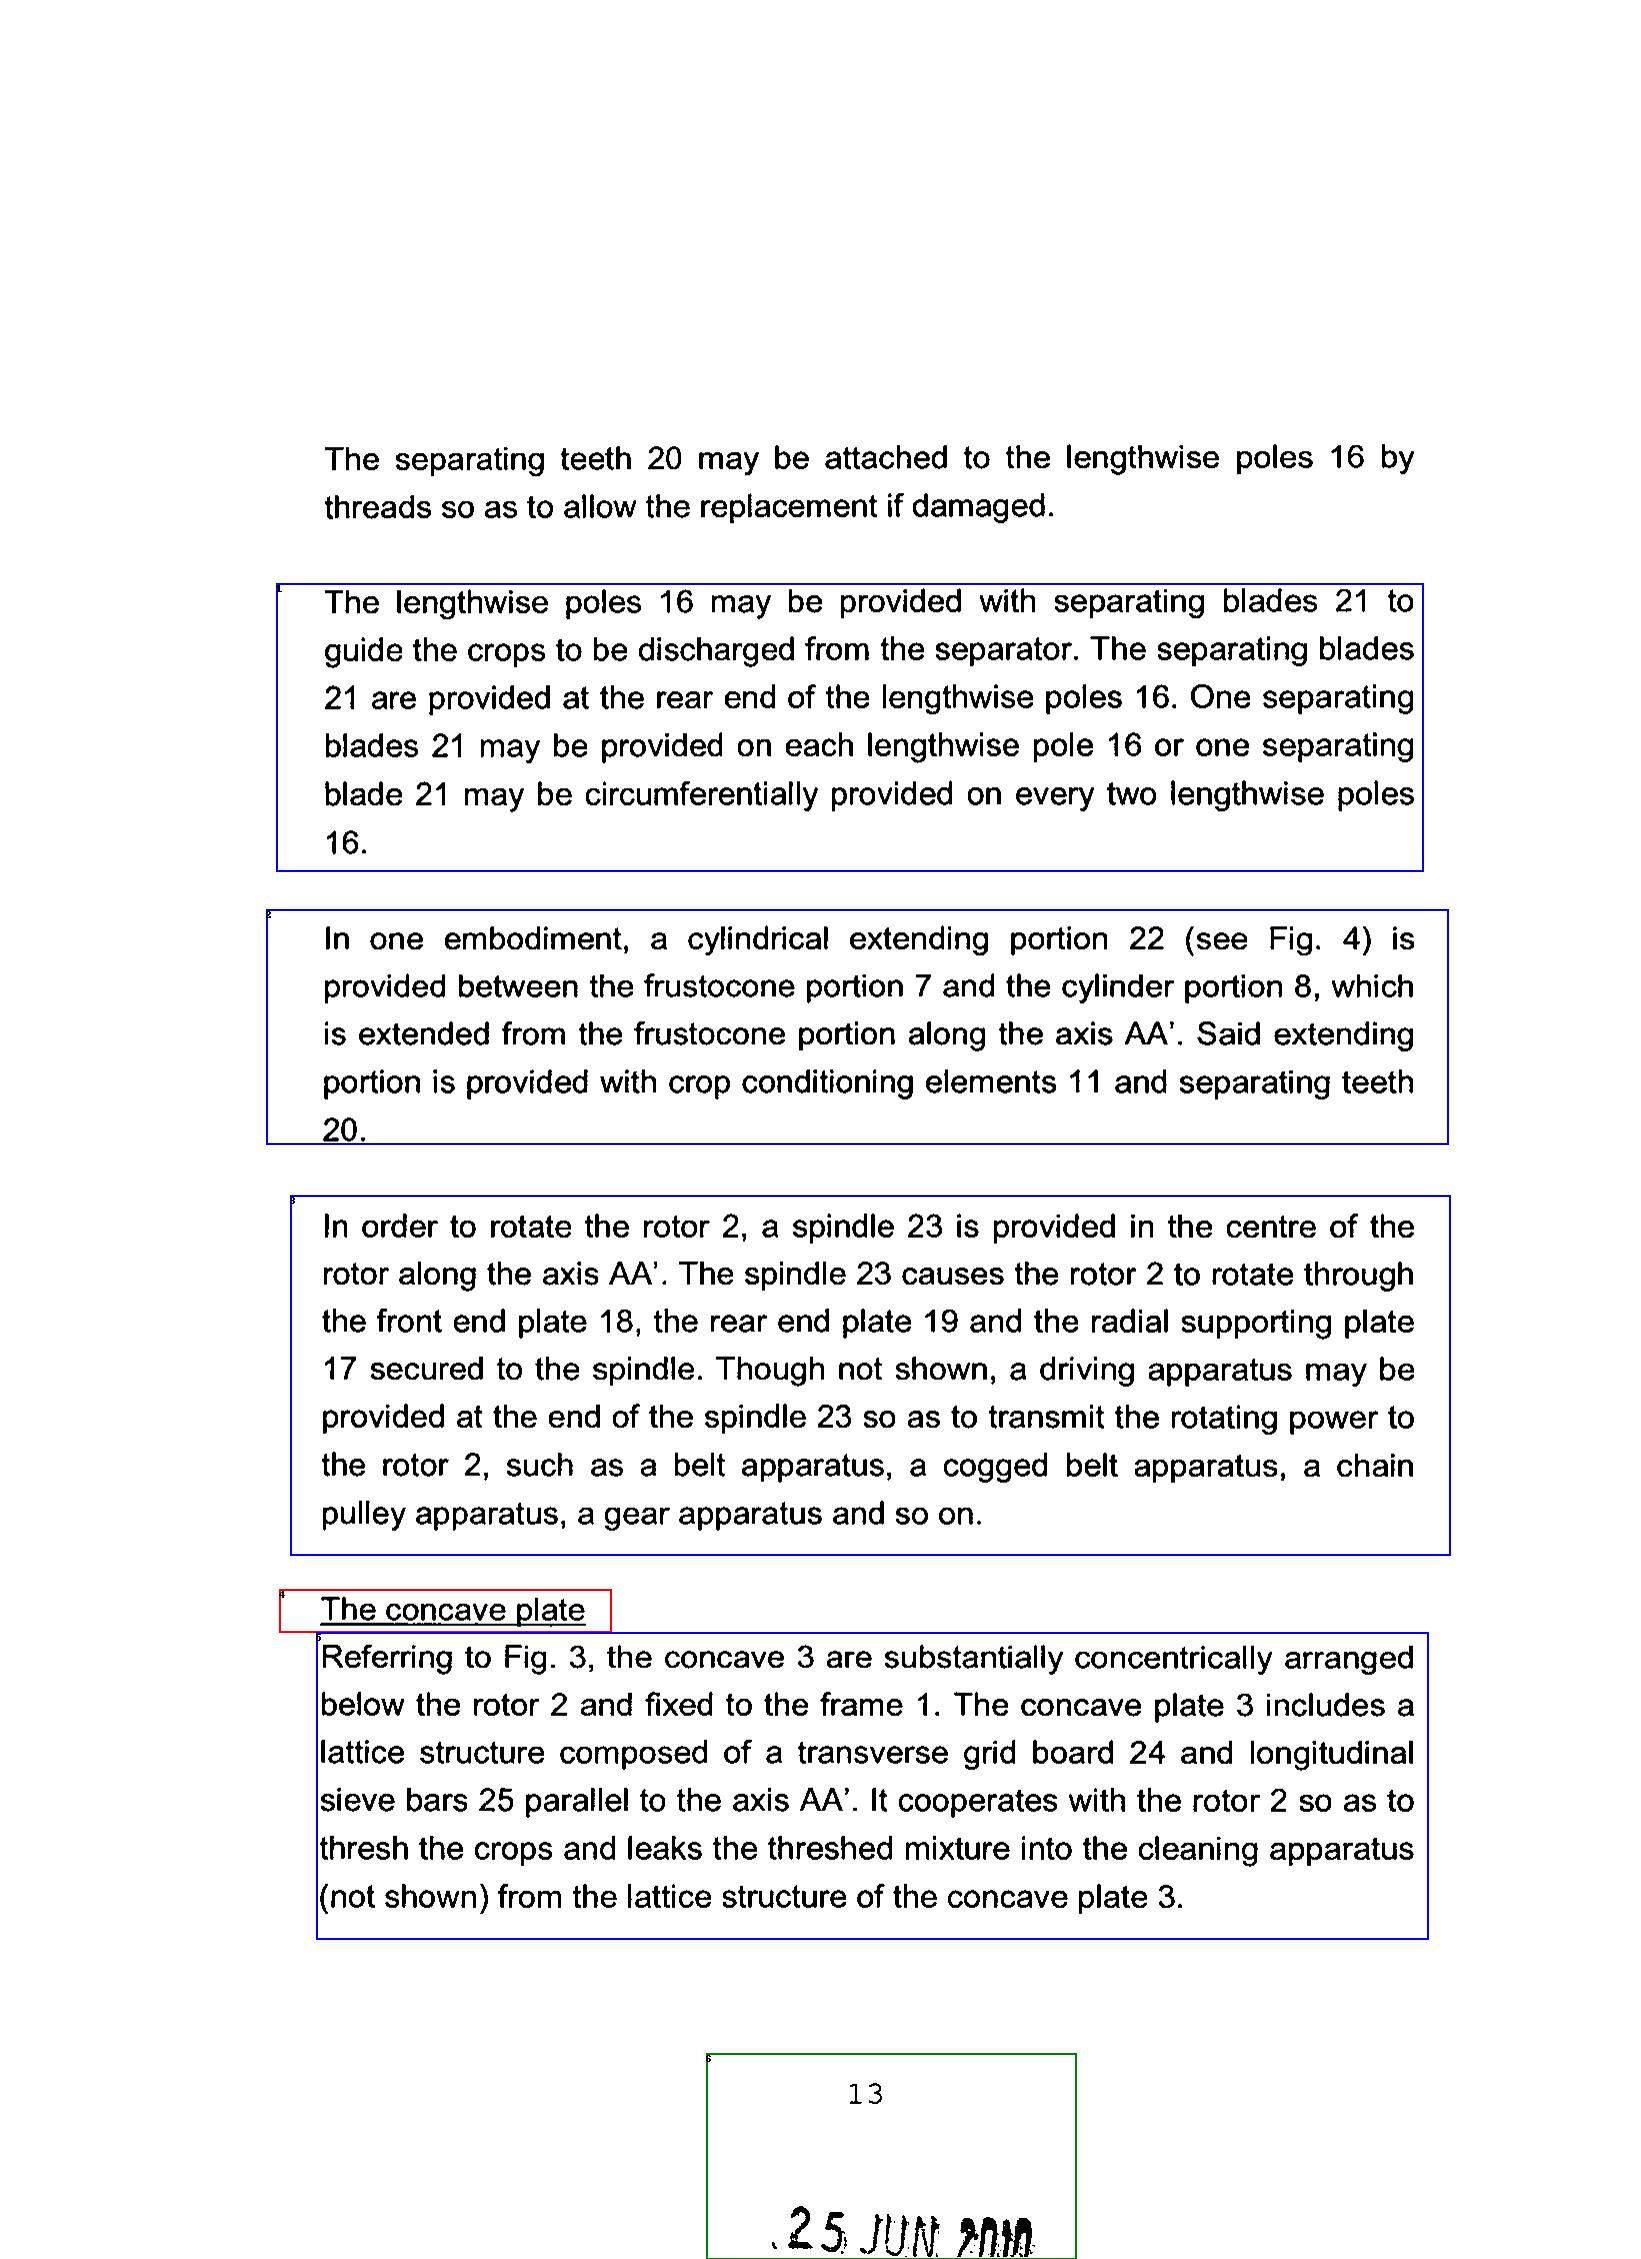 The separating teeth 20 may be attached to the lengthwise poles 16 by
threads so as to allow the replacement if damaged.
1
The lengthwise poles 16 may be provided with separating blades 21 to
guide the crops to be discharged from the separator. The separating blades
21 are provided at the rear end of the lengthwise poles 16. One separating
blades 21 may be provided on each lengthwise pole 16 or one separating
blade 21 may be circumferentially provided on every two lengthwise poles
16.
2
In one embodiment, a cylindrical extending portion 22 (see Fig. 4) is
provided between the frustocone portion 7 and the cylinder portion 8, which
is extended from the frustocone portion along the axis AA'. Said extending
portion is provided with crop conditioning elements 11 and separating teeth
20.
3
In order to rotate the rotor 2, a spindle 23 is provided in the centre of the
rotor along the axis AA'. The spindle 23 causes the rotor 2 to rotate through
the front end plate 18, the rear end plate 19 and the radial supporting plate
17 secured to the spindle. Though not shown, a driving apparatus may be
provided at the end of the spindle 23 so as to transmit the rotating power to
the rotor 2, such as a belt apparatus, a cogged belt apparatus, a chain
pulley apparatus, a gear apparatus and so on.
4
The concave plate
5
Referring to Fig. 3, the concave 3 are substantially concentrically arranged
below the rotor 2 and fixed to the frame 1. The concave plate 3 includes a
lattice structure composed of a transverse grid board 24 and longitudinal
sieve bars 25 parallel to the axis AA'. It cooperates with the rotor 2 so as to
thresh the crops and leaks the threshed mixture into the cleaning apparatus
(not shown) from the lattice structure of the concave plate 3.
6
13
25 JUN 2010